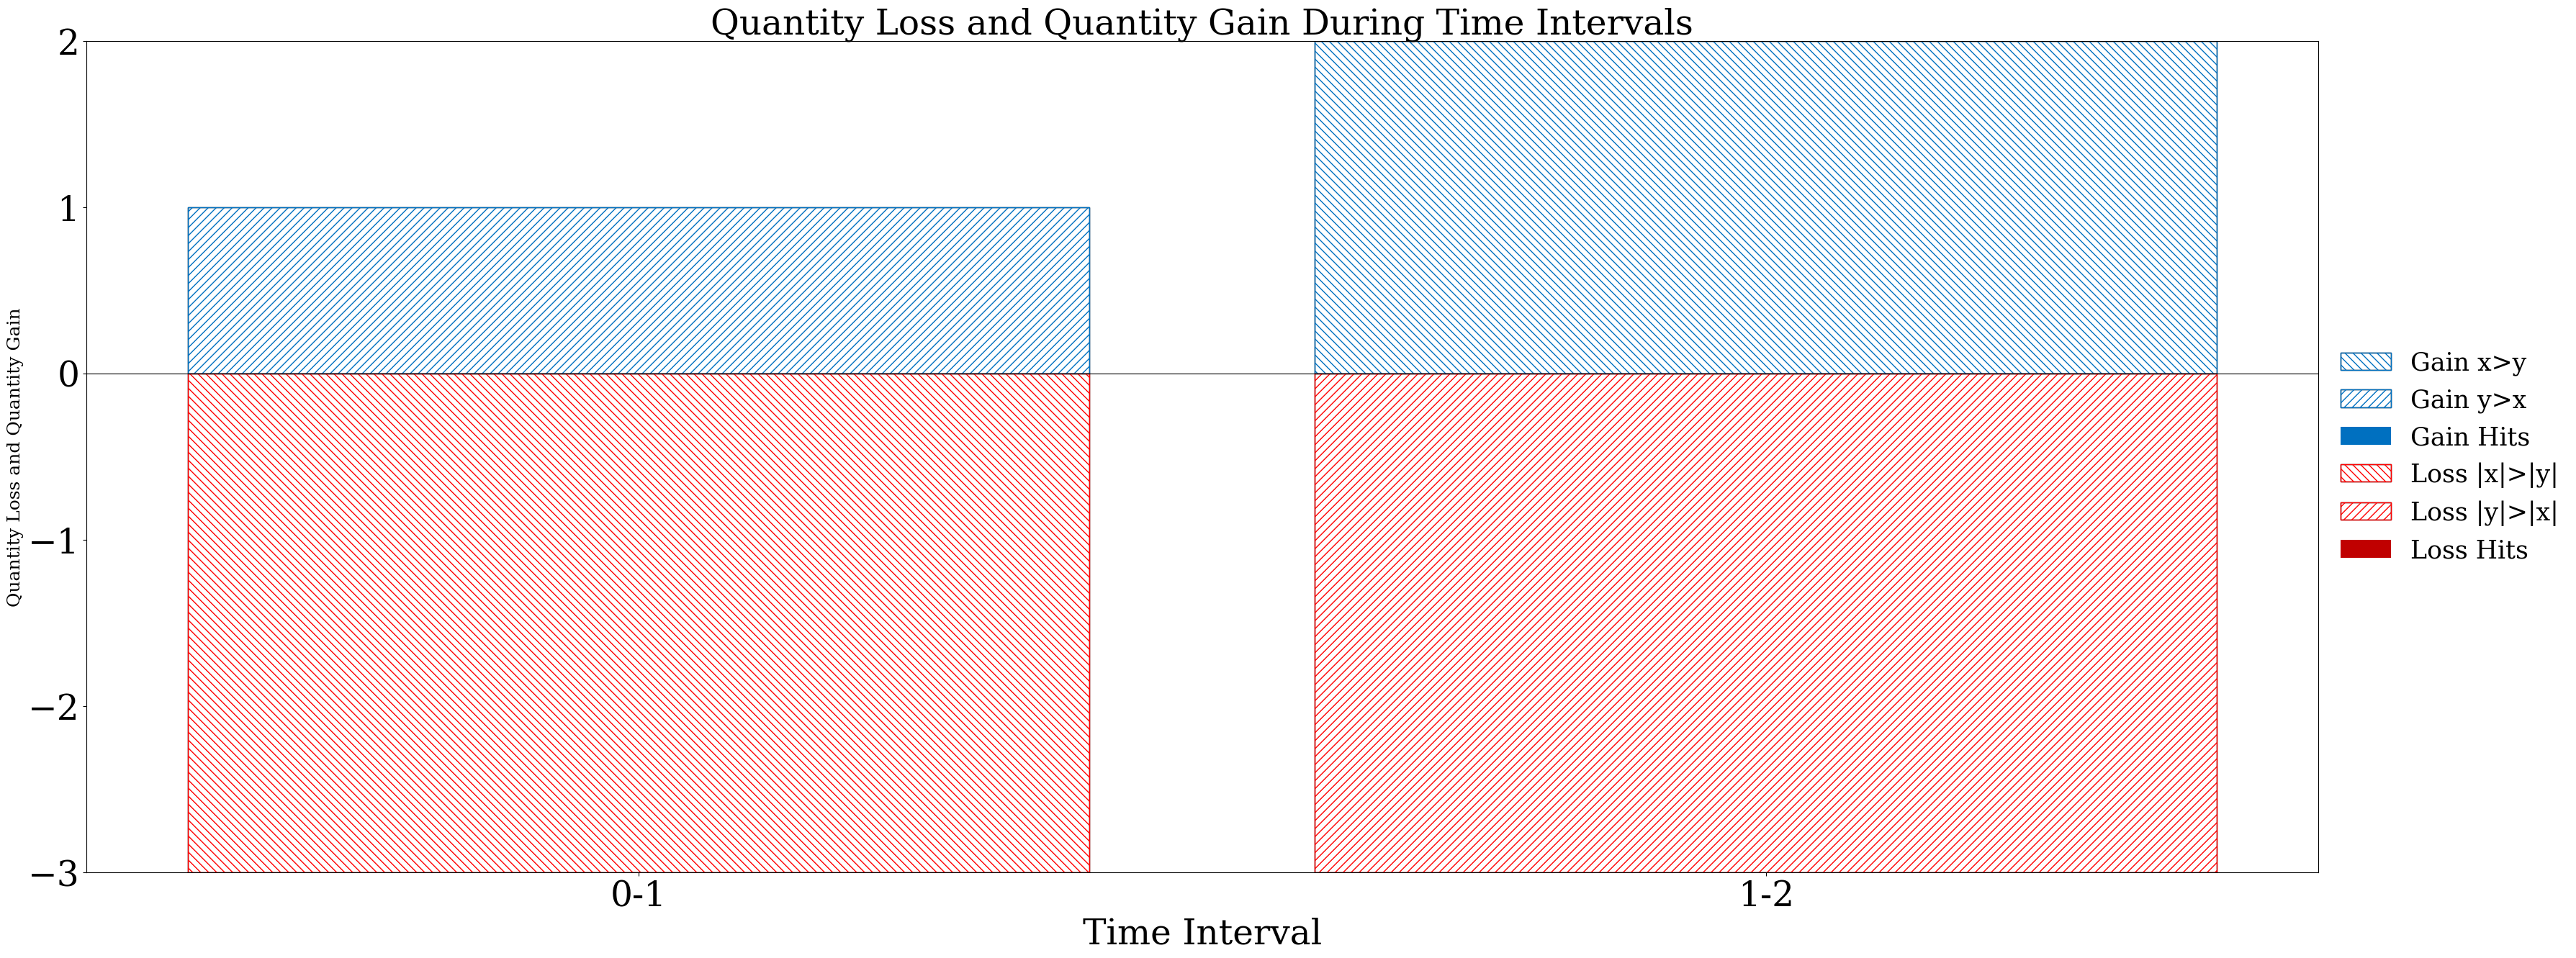 Quantity Loss and Quantity Gain During Time Intervals
Quantity Loss and Quantity Gain
2
1
0
−1
−2
−3
0-1
1-2
Time Interval
Gain x>y
Gain y>x
Gain Hits
Loss |x|>|y|
Loss |y|>|x|
Loss Hits